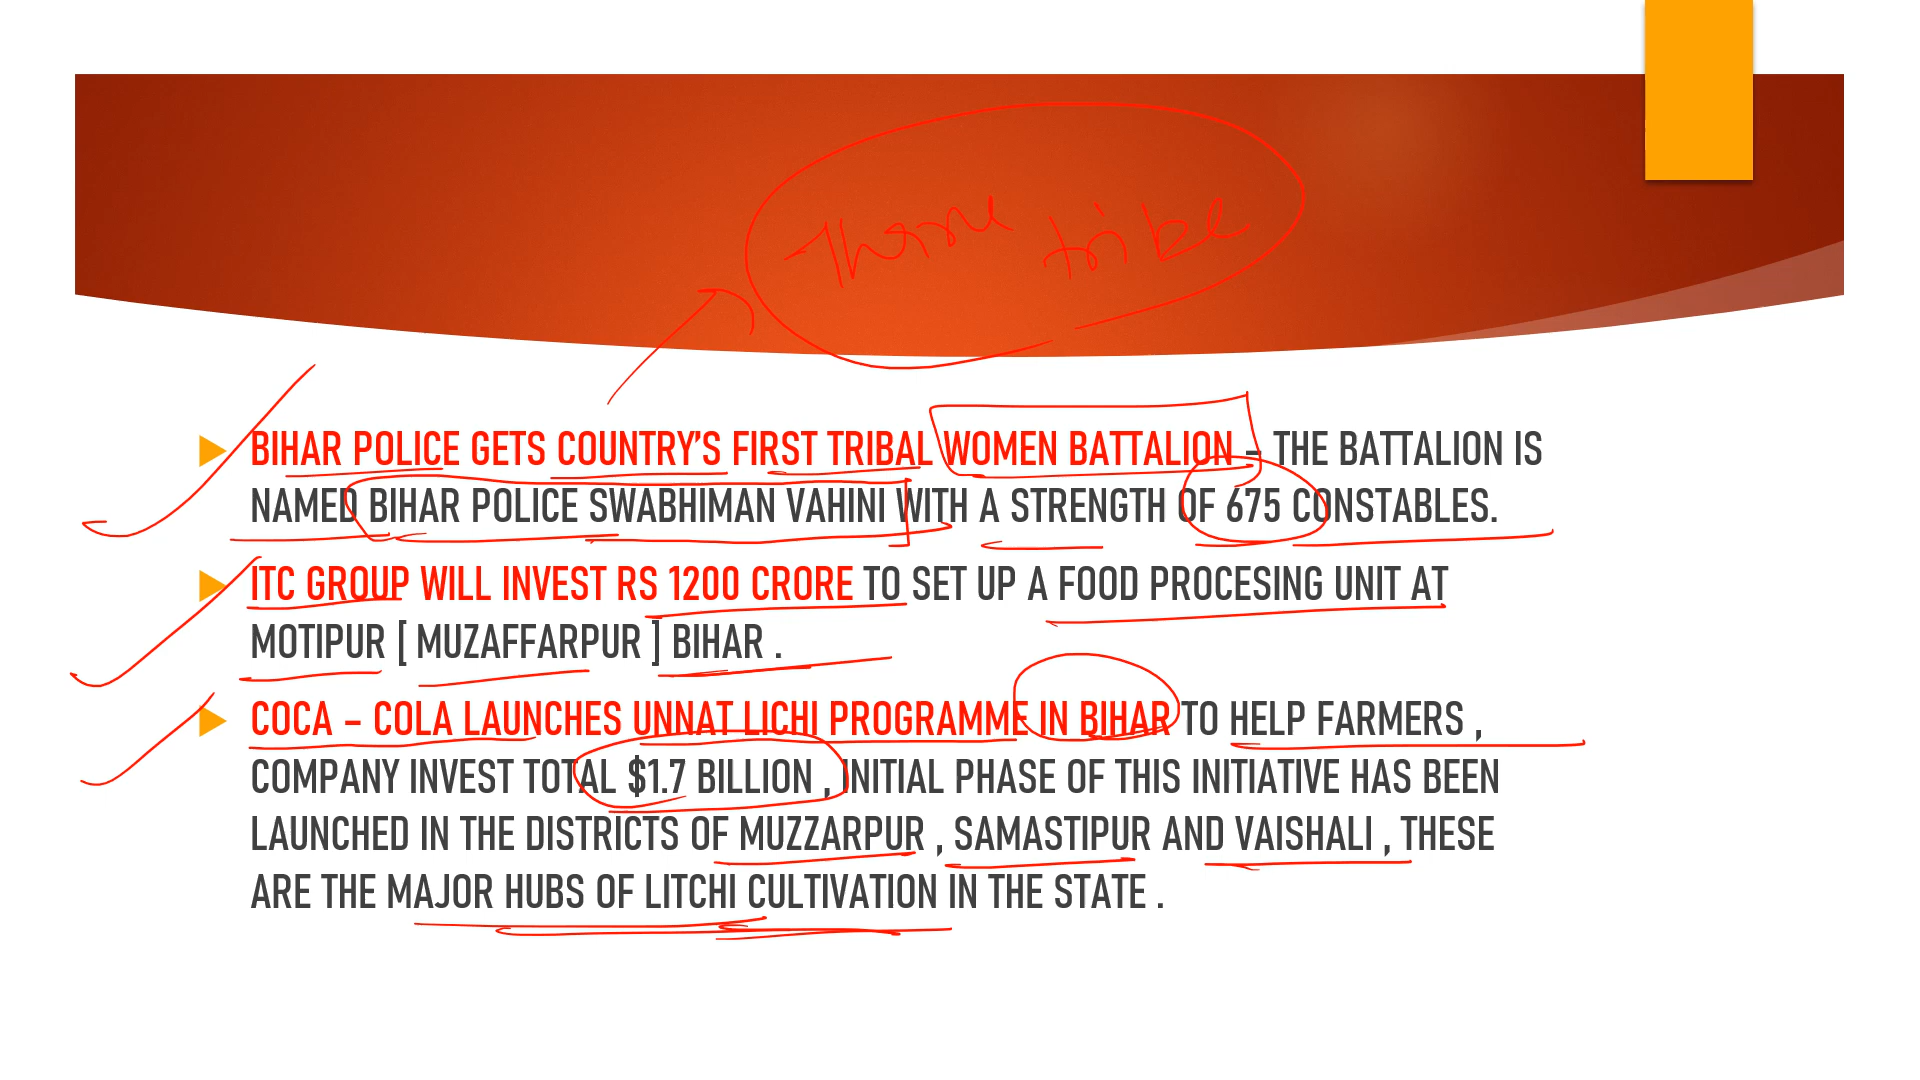 Tharu tribe
BIHAR POLICE GETS COUNTRY'S FIRST TRIBAL WOMEN BATTALION – THE BATTALION IS
NAMED BIHAR POLICE SWABHIMAN VAHINI WITH A STRENGTH OF 675 CONSTABLES.
ITC GROUP WILL INVEST RS 1200 CRORE TO SET UP A FOOD PROCESING UNIT AT
MOTIPUR [ MUZAFFARPUR ] BIHAR .
COCA – COLA LAUNCHES UNNAT LICHI PROGRAMME IN BIHAR TO HELP FARMERS ,
COMPANY INVEST TOTAL $1.7 BILLION , INITIAL PHASE OF THIS INITIATIVE HAS BEEN
LAUNCHED IN THE DISTRICTS OF MUZZARPUR , SAMASTIPUR AND VAISHALI , THESE
ARE THE MAJOR HUBS OF LITCHI CULTIVATION IN THE STATE .